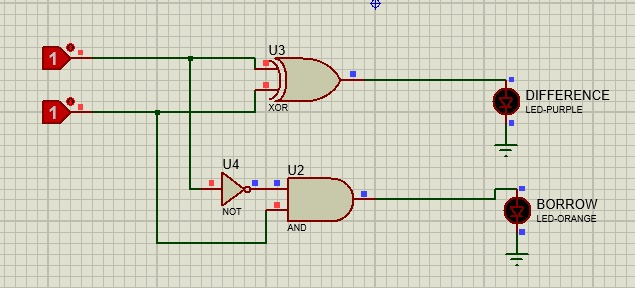 U3
1
XOR
1
DIFFERENCE
LED-PURPLE
U4
U2
NOT
AND
BORROW
LED-ORANGE